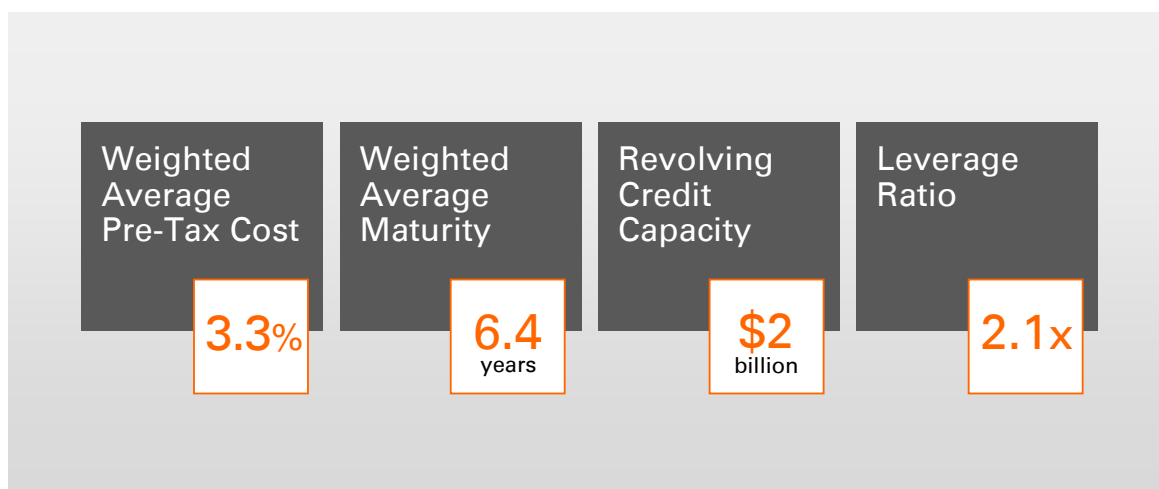 Weighted
Average
Pre-Tax Cost
3.3%
Weighted
Average
Maturity
6.4
years
Revolving
Credit
Capacity
$2
billion
Leverage
Ratio
2.1x